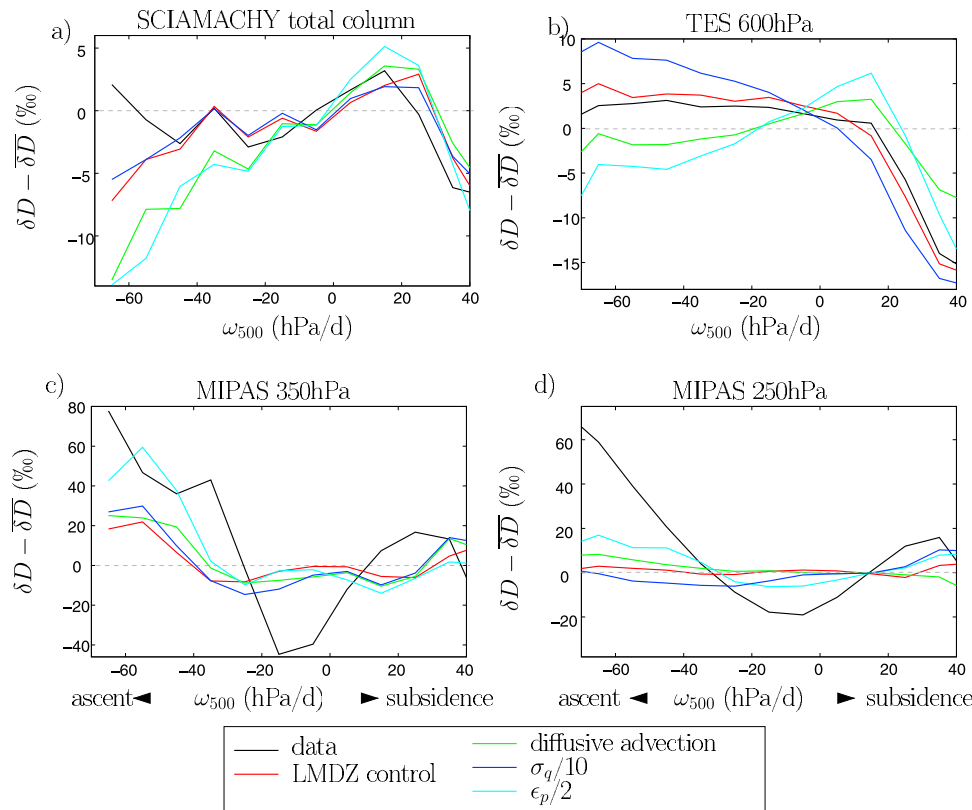 a)
SCIAMACHY total column
δD − δD̅ (‰)
5
0
−5
−10
−60 −40 −20 0 20 40
ω500 (hPa/d)
b)
TES 600hPa
δD − δD̅ (‰)
10
5
0
−5
−10
−15
−60 −40 −20 0 20 40
ω500 (hPa/d)
c)
MIPAS 350hPa
δD − δD̅ (‰)
80
60
40
20
0
−20
−40
−60 −40 −20 0 20 40
ascent ◄ ω500 (hPa/d) ► subsidence
d)
MIPAS 250hPa
δD − δD̅ (‰)
60
40
20
0
−20
−60 −40 −20 0 20 40
ascent ◄ ω500 (hPa/d) ► subsidence
data
LMDZ control
diffusive advection
σq/10
ϵp/2